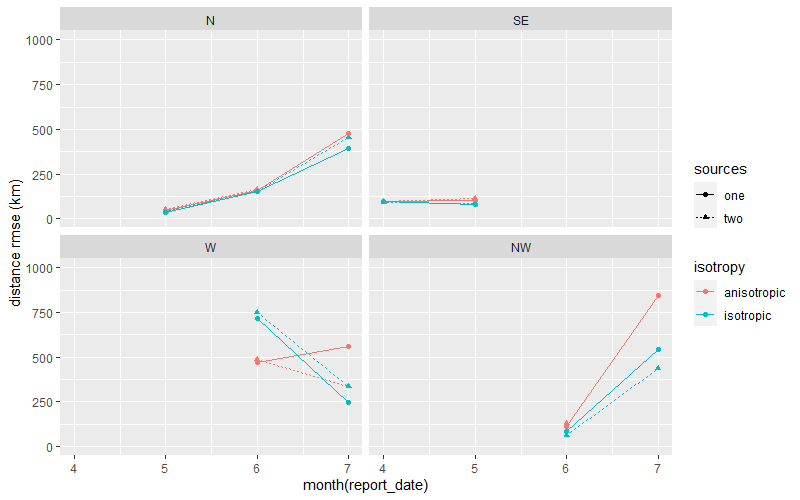 N
SE
1000
750
500
250
0
W
NW
1000
750
500
250
0
4
5
6
7
4
5
6
7
month(report_date)
distance rmse (km)
sources
one
two
isotropy
anisotropic
isotropic